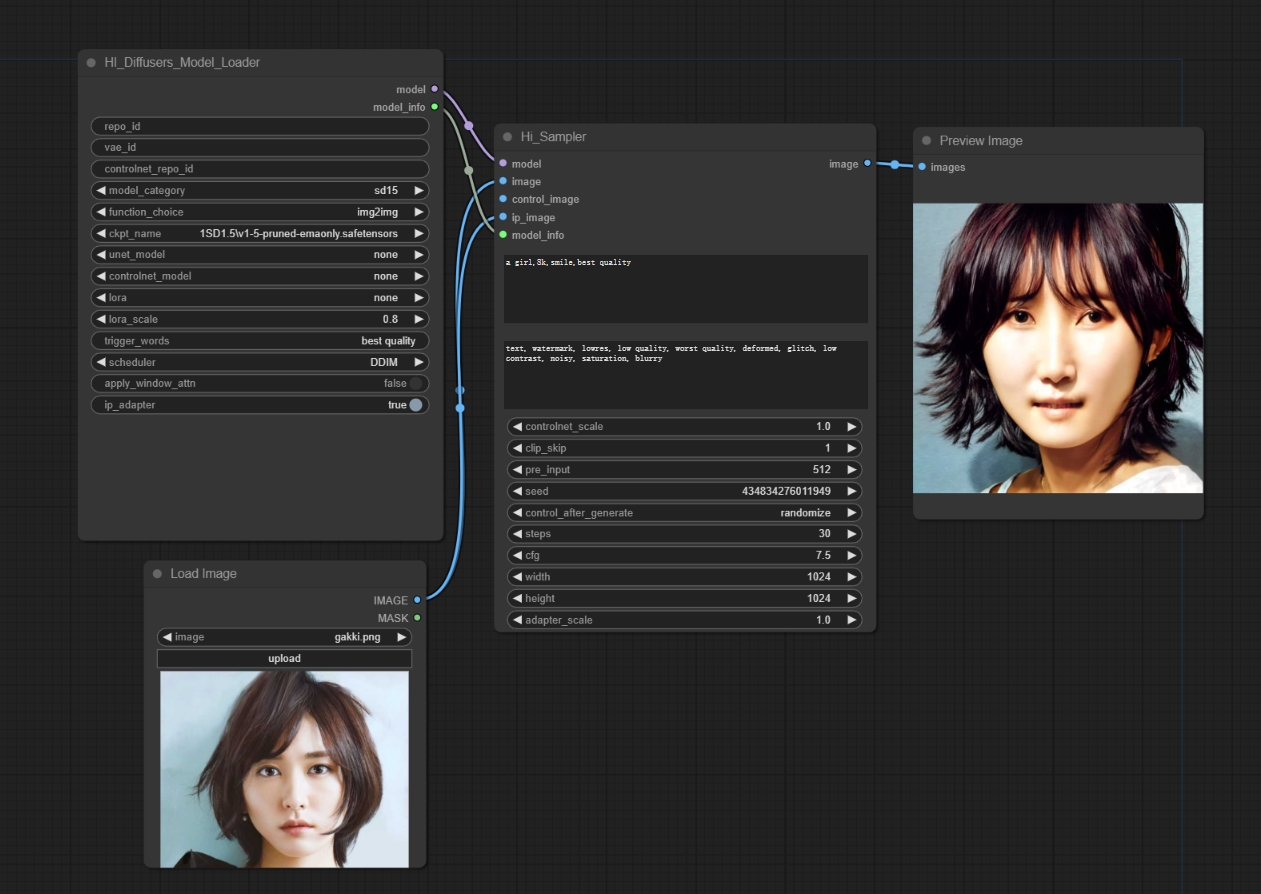 HI_Diffusers_Model_Loader
model
model_info
repo_id
vae_id
controlnet_repo_id
model_category sd15
function_choice img2img
ckpt_name 1SD1.5\v1-5-pruned-emaonly.safetensors
unet_model none
controlnet_model none
lora none
lora_scale 0.8
trigger_words best quality
scheduler DDIM
apply_window_attn false
ip_adapter true
Load Image
IMAGE
MASK
image gakki.png
upload
Hi_Sampler
model image
image
control_image
ip_image
model_info
a girl,8k,smile,best quality
text, watermark, lowres, low quality, worst quality, deformed, glitch, low
contrast, noisy, saturation, blurry
controlnet_scale 1.0
clip_skip 1
pre_input 512
seed 434834276011949
control_after_generate randomize
steps 30
cfg 7.5
width 1024
height 1024
adapter_scale 1.0
Preview Image
images